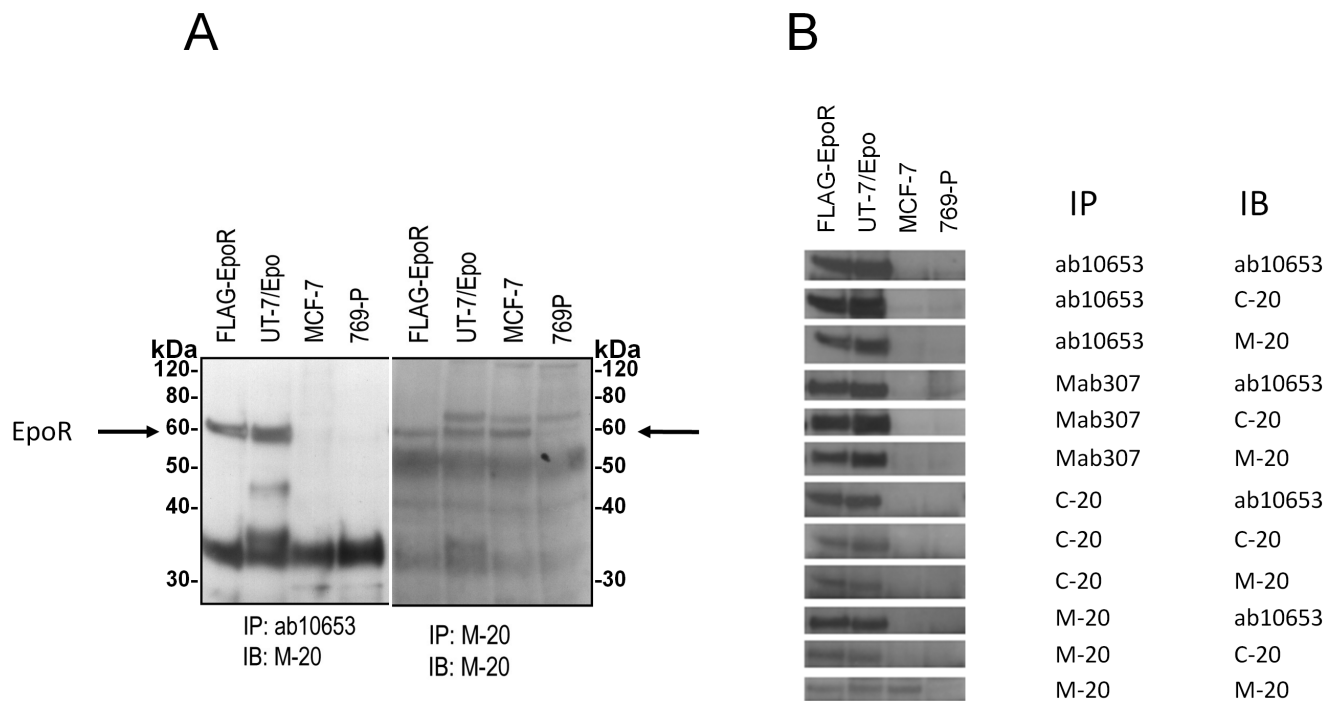 A
FLAG-EpoR
UT-7/Epo
MCF-7
769-P
FLAG-EpoR
UT-7/Epo
MCF-7
769P
kDa
120-
80-
60-
50-
40-
30-
kDa
-120
-80
-60
-50
-40
-30
EpoR
IP: ab10653
IB: M-20
IP: M-20
IB: M-20
B
FLAG-EpoR
UT-7/Epo
MCF-7
769-P
IP IB
ab10653 ab10653
ab10653 C-20
ab10653 M-20
Mab307 ab10653
Mab307 C-20
Mab307 M-20
C-20 ab10653
C-20 C-20
C-20 M-20
M-20 ab10653
M-20 C-20
M-20 M-20